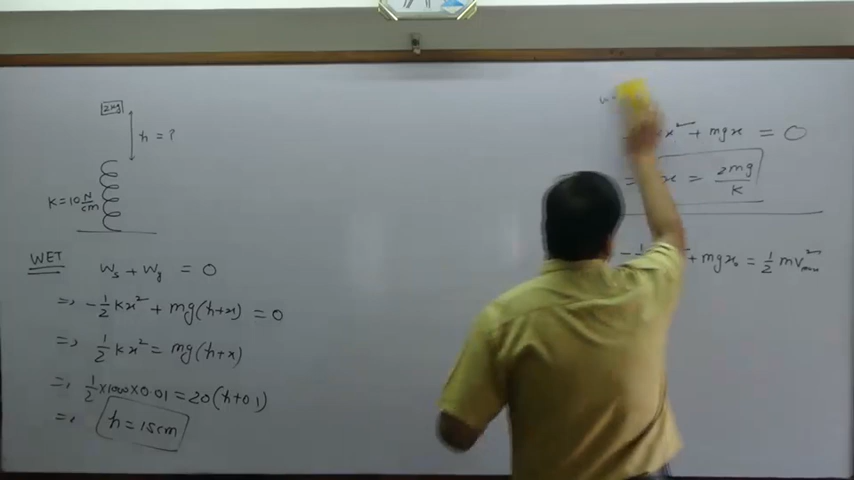 2kg
h = ?
K=10 N/cm
WET
Ws + Wg = 0
=> -1/2 Kx² + mg(h+x) = 0
=> 1/2 Kx² = mg(h+x)
=> 1/2 ×1000×0.01 = 20(h+0.1)
=> h = 15cm
x² + mgx = 0
= x = 2mg/K
-1 + mgx₀ = 1/2 mv²max